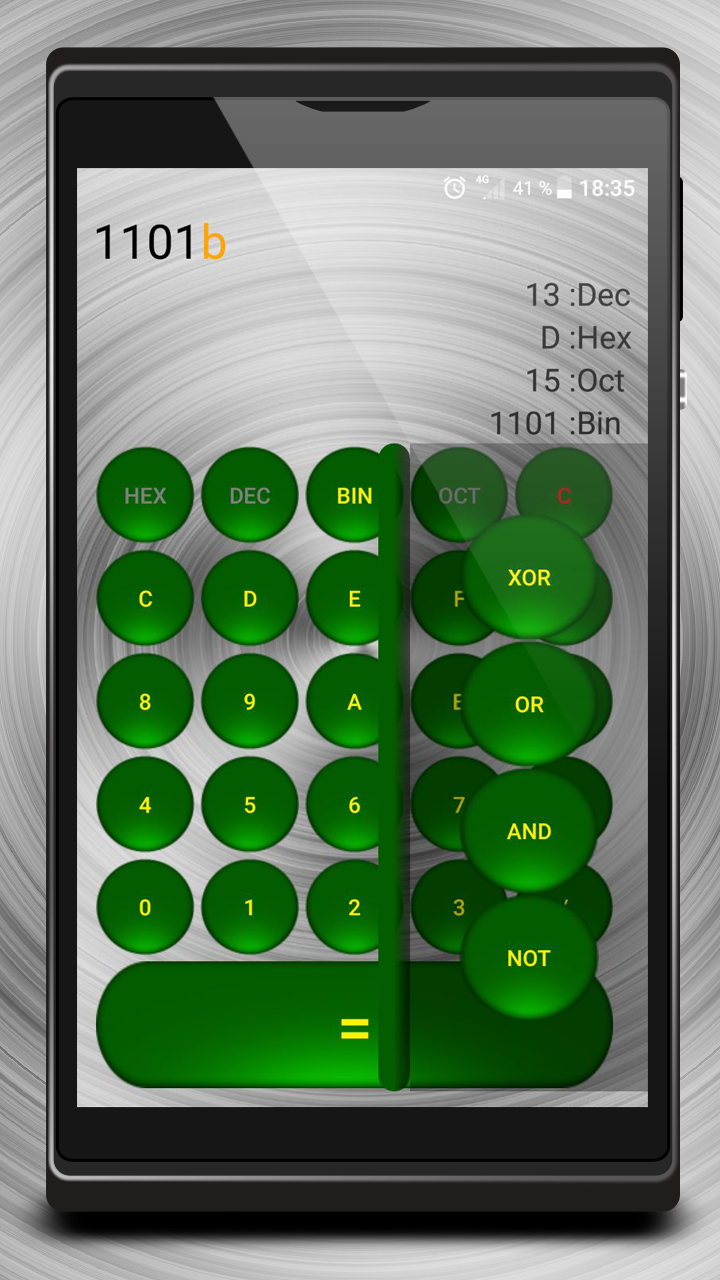 4G 41 % 18:35
1101b
13 :Dec
D :Hex
15 :Oct
1101 :Bin
HEX DEC BIN OCT C
XOR
C D E F
8 9 A
OR
4 5 6 7
AND
0 1 2 3
NOT
=